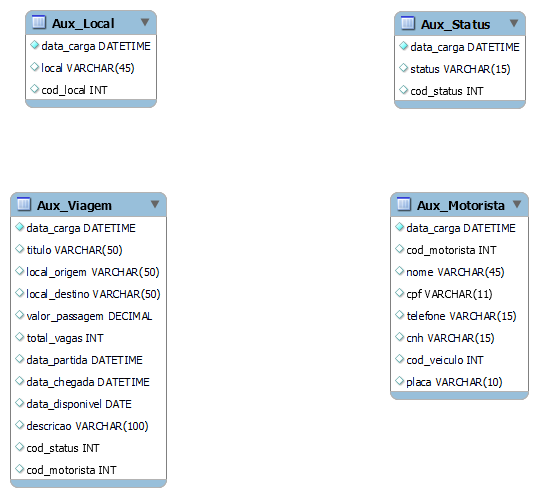 Aux_Local
data_carga DATETIME
local VARCHAR(45)
cod_local INT
Aux_Status
data_carga DATETIME
status VARCHAR(15)
cod_status INT
Aux_Viagem
data_carga DATETIME
titulo VARCHAR(50)
local_origem VARCHAR(50)
local_destino VARCHAR(50)
valor_passagem DECIMAL
total_vagas INT
data_partida DATETIME
data_chegada DATETIME
data_disponivel DATE
descricao VARCHAR(100)
cod_status INT
cod_motorista INT
Aux_Motorista
data_carga DATETIME
cod_motorista INT
nome VARCHAR(45)
cpf VARCHAR(11)
telefone VARCHAR(15)
cnh VARCHAR(15)
cod_veiculo INT
placa VARCHAR(10)